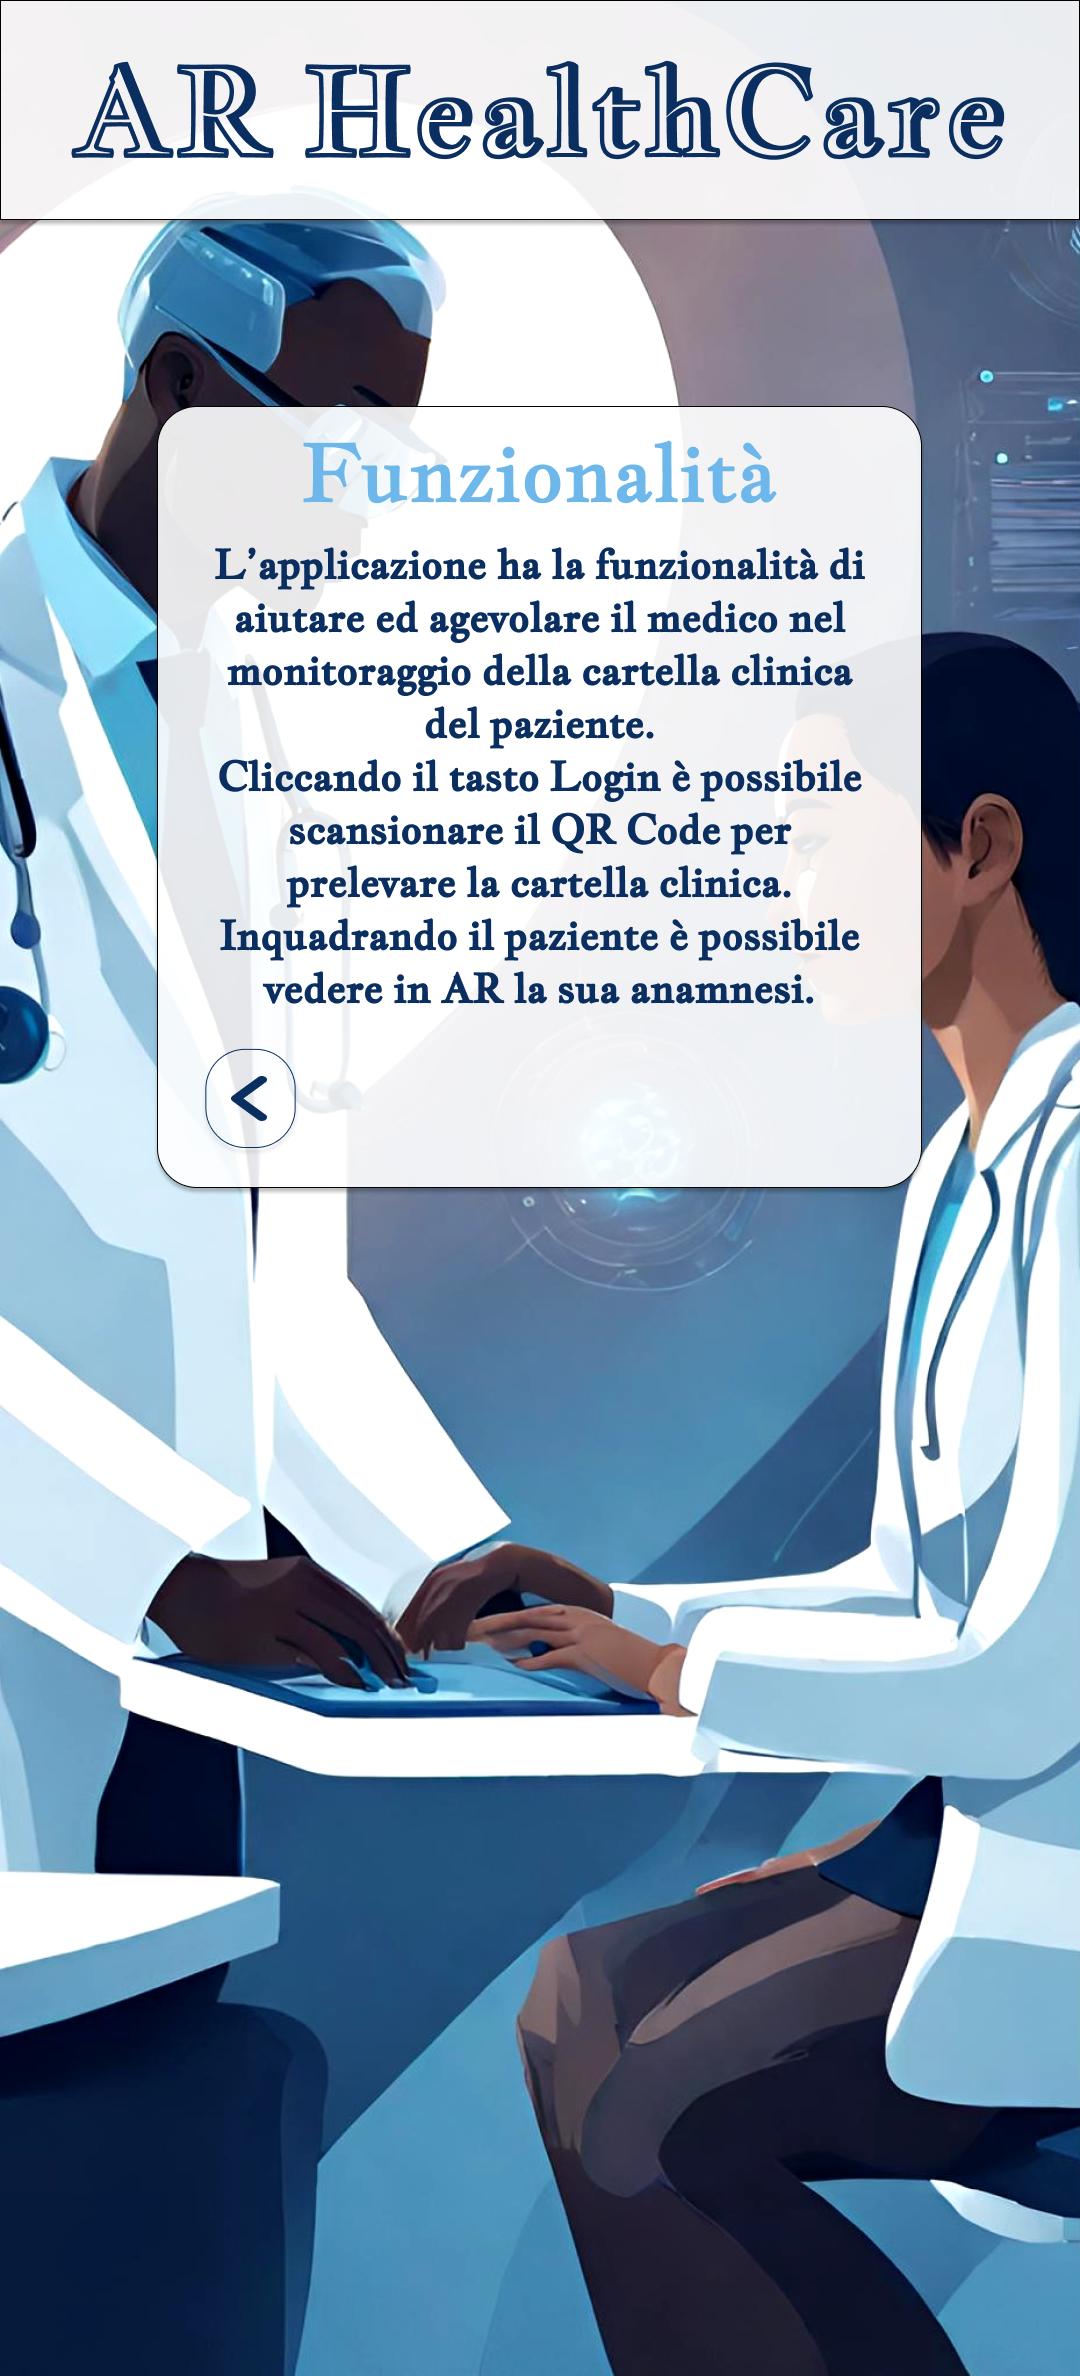 AR HealthCare
Funzionalità
L’applicazione ha la funzionalità di
aiutare ed agevolare il medico nel
monitoraggio della cartella clinica
del paziente.
Cliccando il tasto Login è possibile
scansionare il QR Code per
prelevare la cartella clinica.
Inquadrando il paziente è possibile
vedere in AR la sua anamnesi.